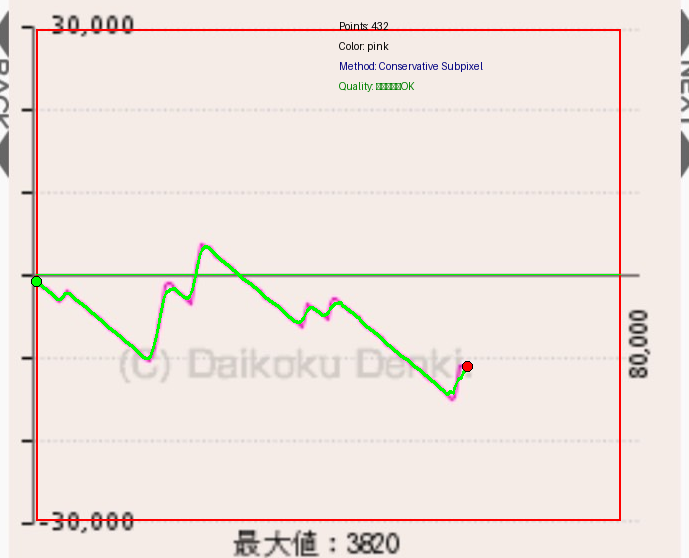 30,000
Points: 432
Color: pink
Method: Conservative Subpixel
Quality: □□□□□OK
BACK
NEXT
80,000
(C) Daikoku Denki.
-30,000
最大値：3820